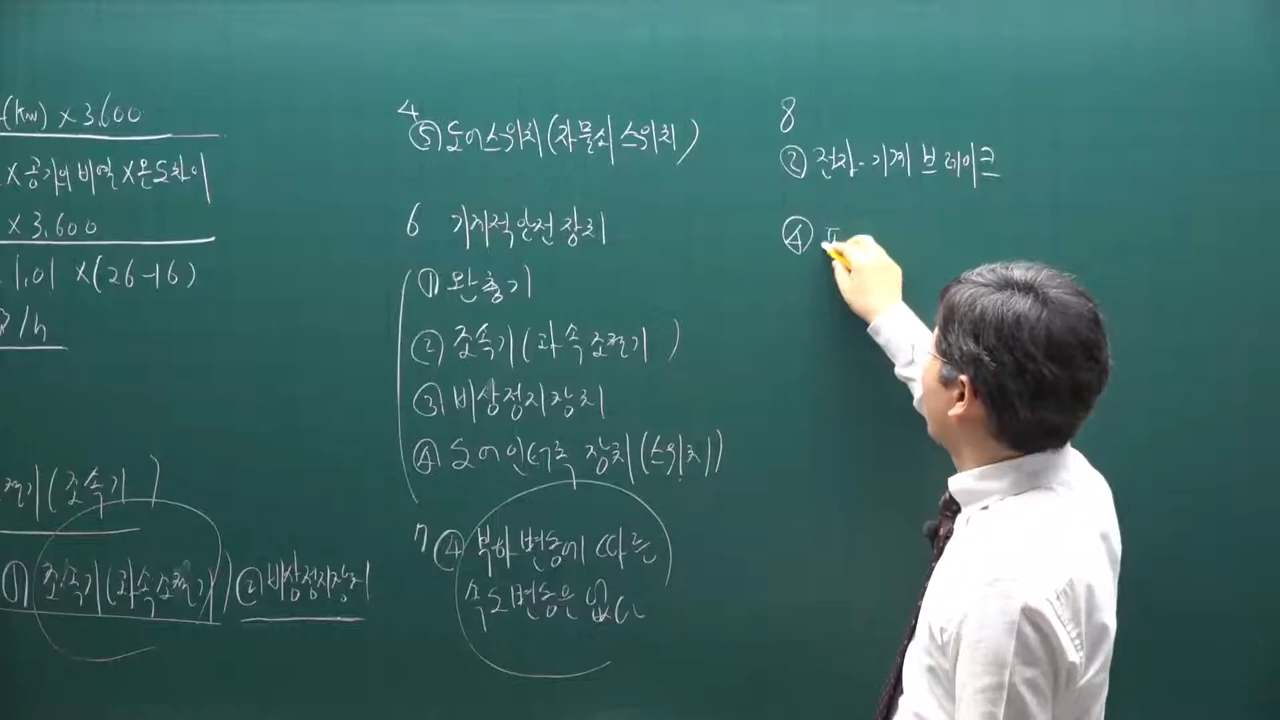 (kw) × 3,600
× 공기의 비열 × 온도차이
× 3,600
1.01 × (26-16)
/h
(조속기)
① 조속기(과속조절기) ② 비상정지장치
4
⑤ 도어스위치(자물쇠 스위치)
6 기계적안전장치
① 완충기
② 조속기(과속조절기)
③ 비상정지장치
④ 도어인터록 장치(스위치)
7 ④ 부하변동에 따른
속도변동은 없다
8
② 전자-기계 브레이크
④